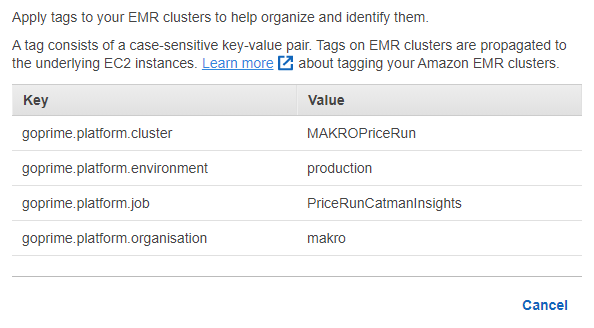 Apply tags to your EMR clusters to help organize and identify them.
A tag consists of a case-sensitive key-value pair. Tags on EMR clusters are propagated to
the underlying EC2 instances. Learn more about tagging your Amazon EMR clusters.
Key Value
goprime.platform.cluster MAKROPriceRun
goprime.platform.environment production
goprime.platform.job PriceRunCatmanInsights
goprime.platform.organisation makro
Cancel